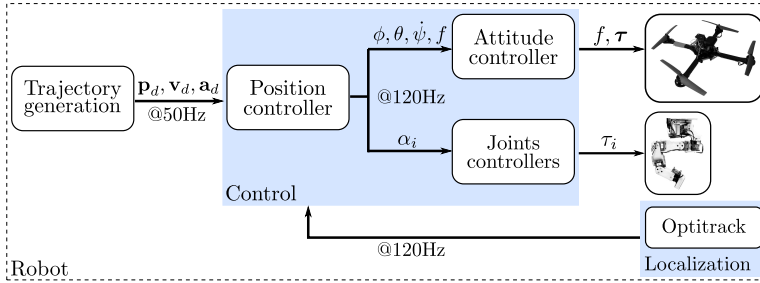 Trajectory
generation
𝐩_d, 𝐯_d, 𝐚_d
@50Hz
Position
controller
ϕ, θ, ψ̇, f
@120Hz
α_i
Attitude
controller
f, 𝝉
Joints
controllers
τ_i
Control
@120Hz
Optitrack
Localization
Robot